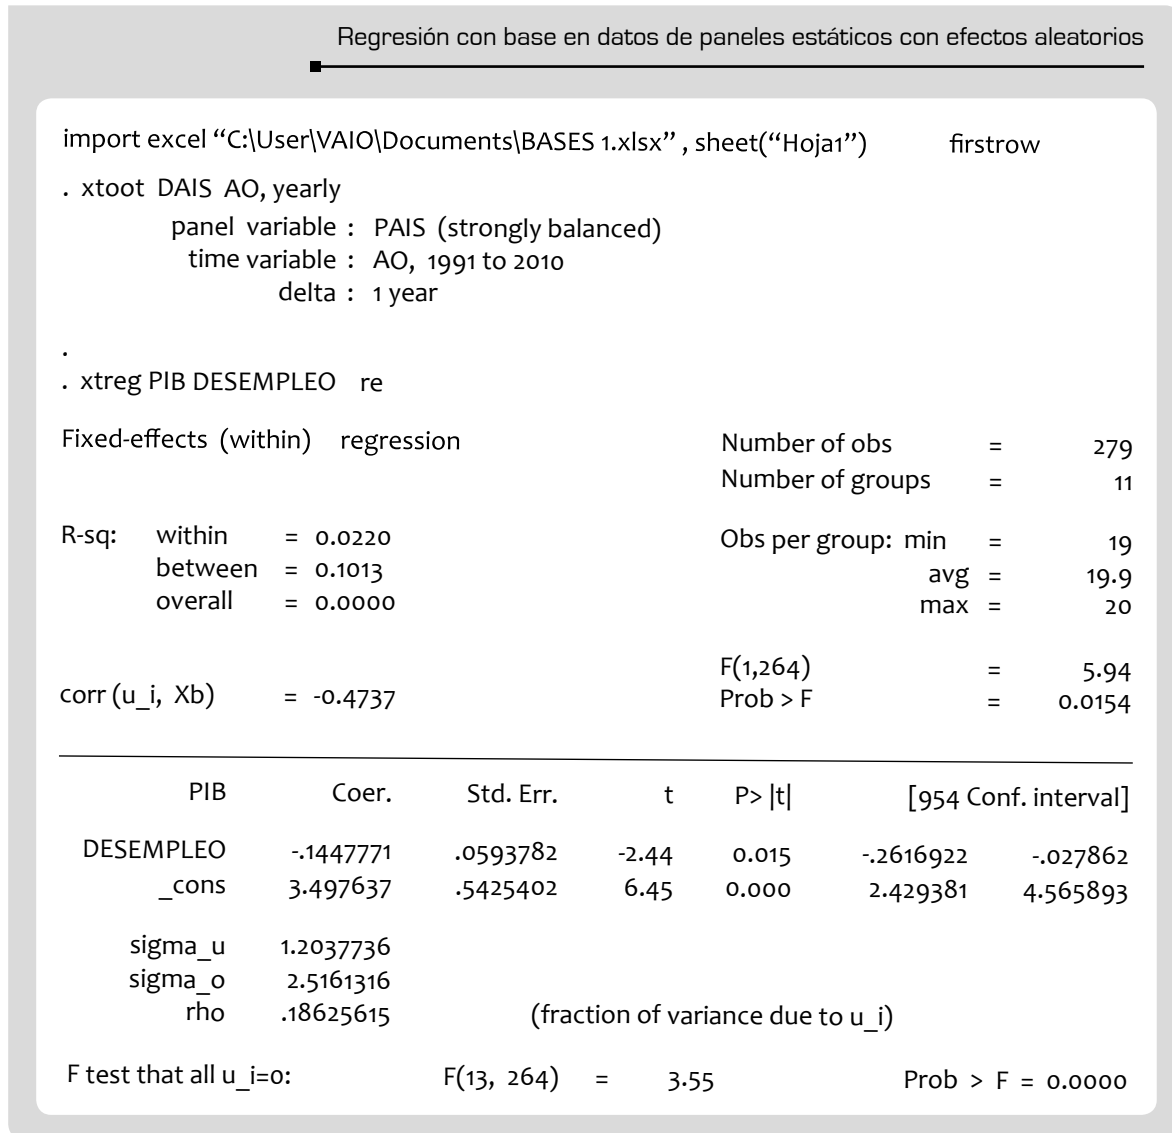 Regresión con base en datos de paneles estáticos con efectos aleatorios
import excel “C:\User\VAIO\Documents\BASES 1.xlsx” , sheet(“Hoja1”) firstrow
. xtoot DAIS AO, yearly
panel variable : PAIS (strongly balanced)
time variable : AO, 1991 to 2010
delta : 1 year
.
. xtreg PIB DESEMPLEO re
Fixed-effects (within) regression Number of obs = 279
Number of groups = 11
R-sq: within = 0.0220 Obs per group: min = 19
between = 0.1013 avg = 19.9
overall = 0.0000 max = 20
F(1,264) = 5.94
corr (u_i, Xb) = -0.4737 Prob > F = 0.0154
PIB Coer. Std. Err. t P> |t| [954 Conf. interval]
DESEMPLEO -.1447771 .0593782 -2.44 0.015 -.2616922 -.027862
_cons 3.497637 .5425402 6.45 0.000 2.429381 4.565893
sigma_u 1.2037736
sigma_o 2.5161316
rho .18625615 (fraction of variance due to u_i)
F test that all u_i=0: F(13, 264) = 3.55 Prob > F = 0.0000